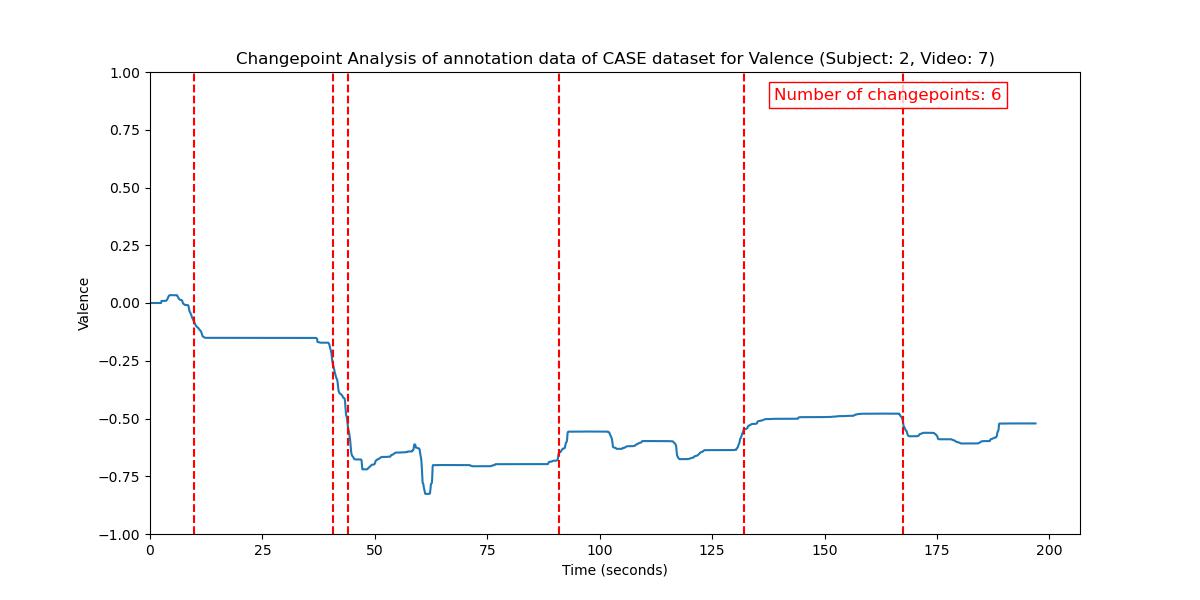 Changepoint Analysis of annotation data of CASE dataset for Valence (Subject: 2, Video: 7)
Number of changepoints: 6
1.00
0.75
0.50
0.25
0.00
−0.25
−0.50
−0.75
−1.00
Valence
0 25 50 75 100 125 150 175 200
Time (seconds)